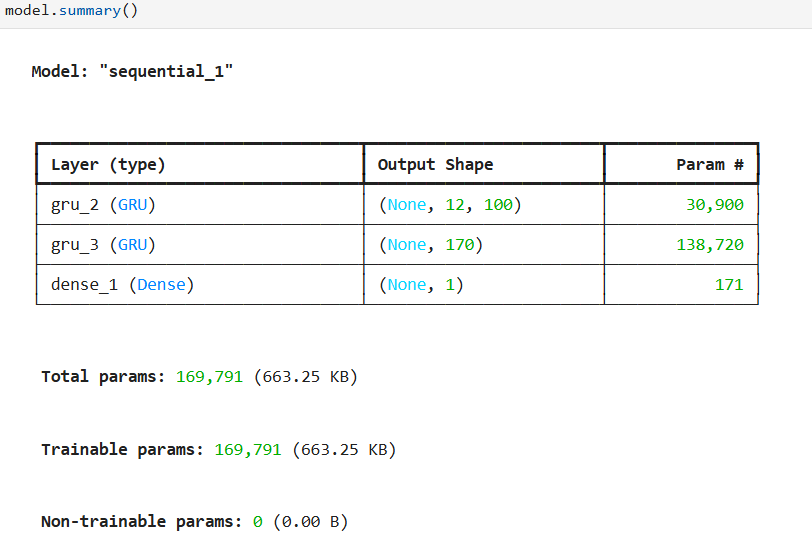 model.summary()
Model: "sequential_1"
Layer (type) Output Shape Param #
gru_2 (GRU) (None, 12, 100) 30,900
gru_3 (GRU) (None, 170) 138,720
dense_1 (Dense) (None, 1) 171
Total params: 169,791 (663.25 KB)
Trainable params: 169,791 (663.25 KB)
Non-trainable params: 0 (0.00 B)